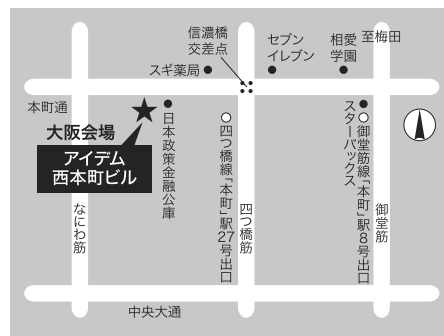 信濃橋
交差点
セブン
イレブン
相愛
学園
至梅田
スギ薬局
本町通
大阪会場
アイデム
西本町ビル
日本政策金融公庫
四つ橋線「本町」駅27号出口
スターバックス
御堂筋線「本町」駅8号出口
なにわ筋
四つ橋筋
御堂筋
中央大通